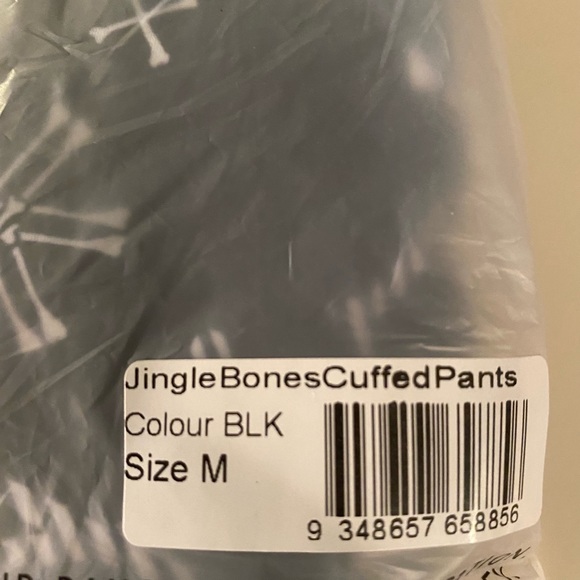 JingleBonesCuffedPants
Colour BLK
Size M
9 348657 658856